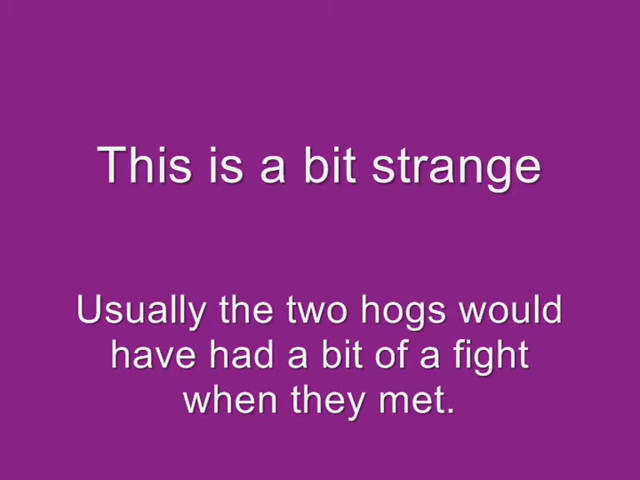 This is a bit strange
Usually the two hogs would
have had a bit of a fight
when they met.